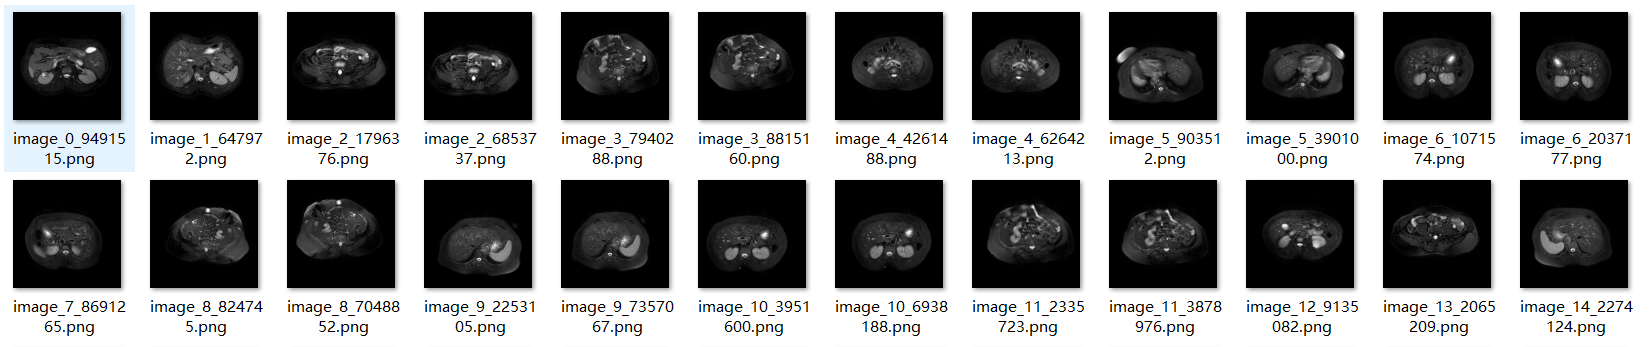 image_0_94915
15.png
image_1_64797
2.png
image_2_17963
76.png
image_2_68537
37.png
image_3_79402
88.png
image_3_88151
60.png
image_4_42614
88.png
image_4_62642
13.png
image_5_90351
2.png
image_5_39010
00.png
image_6_10715
74.png
image_6_20371
77.png
image_7_86912
65.png
image_8_82474
5.png
image_8_70488
52.png
image_9_22531
05.png
image_9_73570
67.png
image_10_3951
600.png
image_10_6938
188.png
image_11_2335
723.png
image_11_3878
976.png
image_12_9135
082.png
image_13_2065
209.png
image_14_2274
124.png